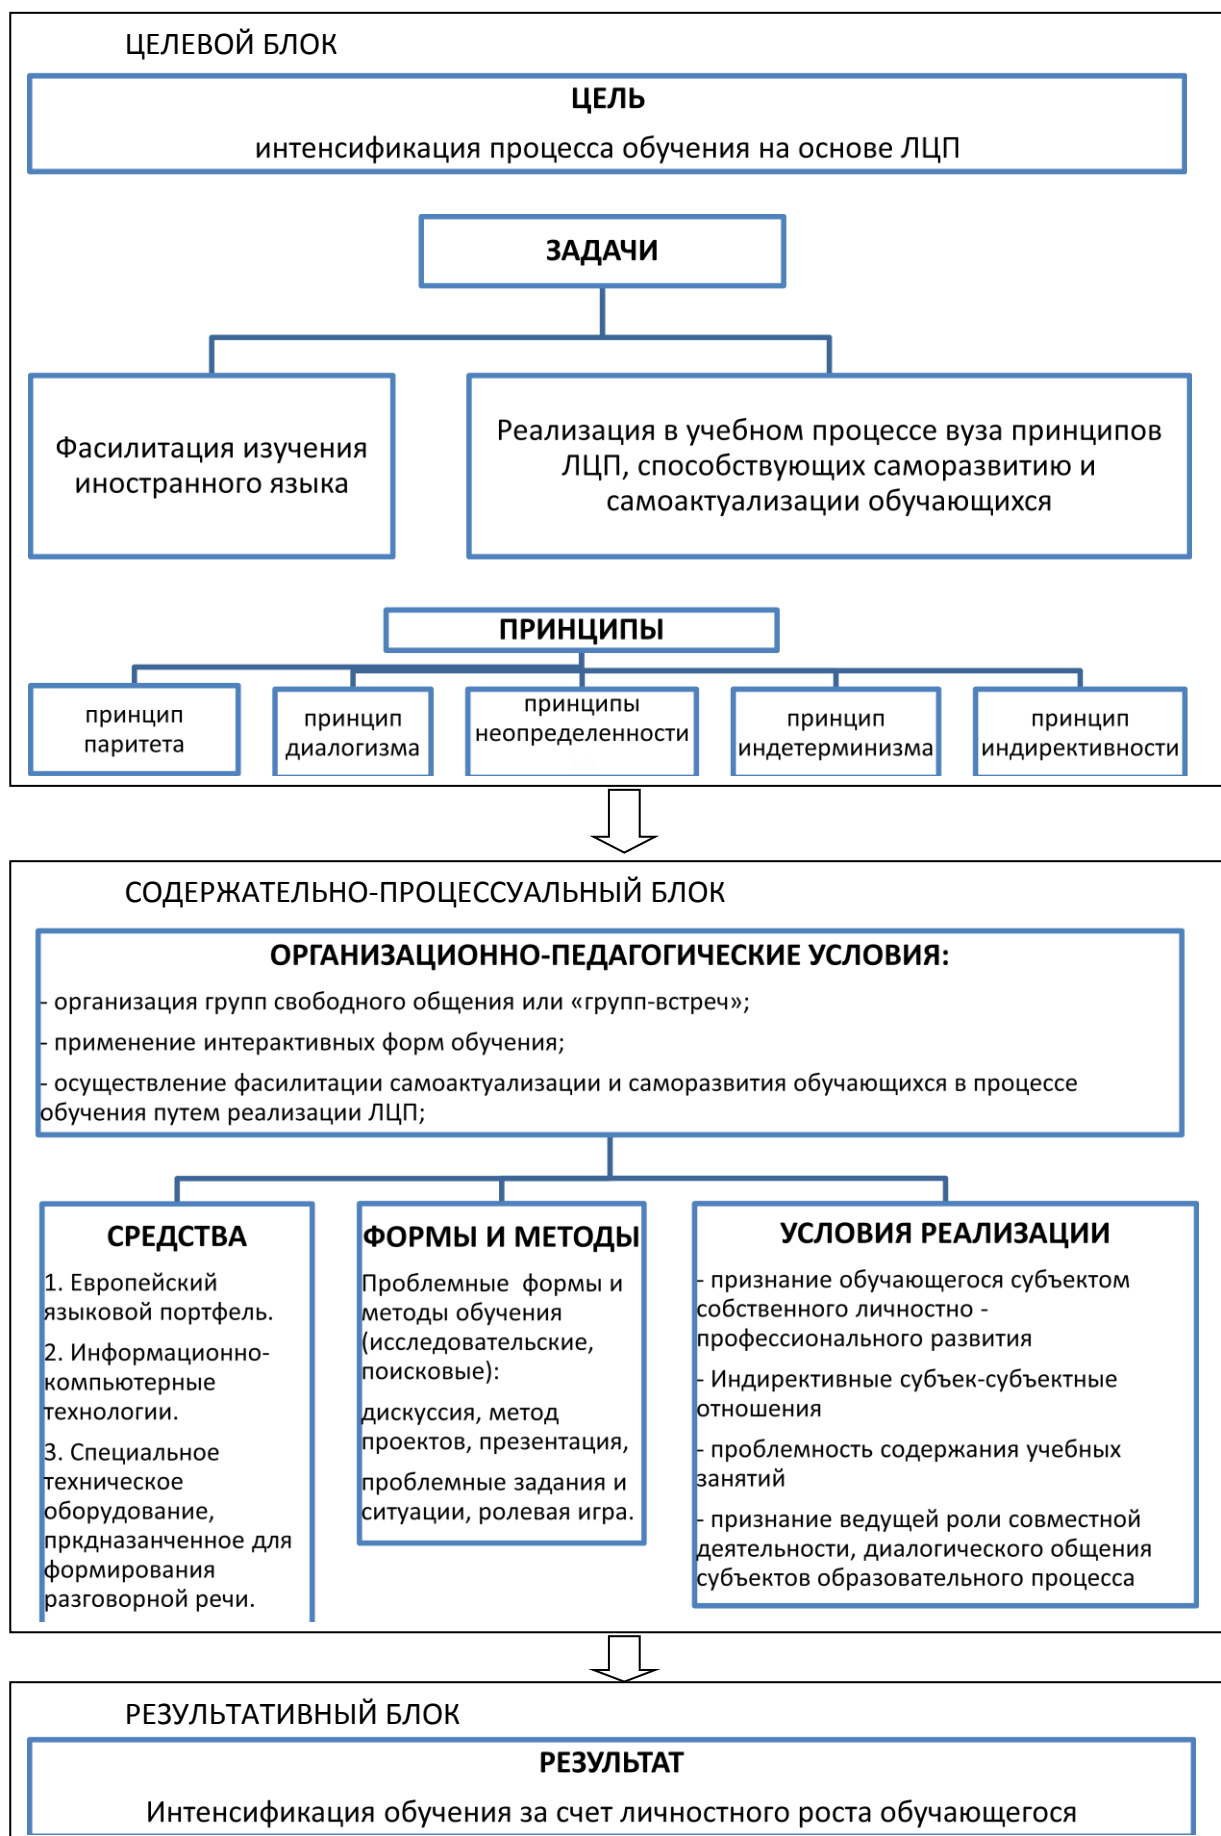 ЦЕЛЕВОЙ БЛОК
ЦЕЛЬ
интенсификация процесса обучения на основе ЛЦП
ЗАДАЧИ
Фасилитация изучения
иностранного языка
Реализация в учебном процессе вуза принципов
ЛЦП, способствующих саморазвитию и
самоактуализации обучающихся
ПРИНЦИПЫ
принцип
паритета
принцип
диалогизма
принципы
неопределенности
принцип
индетерминизма
принцип
индирективности
СОДЕРЖАТЕЛЬНО-ПРОЦЕССУАЛЬНЫЙ БЛОК
ОРГАНИЗАЦИОННО-ПЕДАГОГИЧЕСКИЕ УСЛОВИЯ:
- организация групп свободного общения или «групп-встреч»;
- применение интерактивных форм обучения;
- осуществление фасилитации самоактуализации и саморазвития обучающихся в процессе
обучения путем реализации ЛЦП;
СРЕДСТВА
1. Европейский
языковой портфель.
2. Информационно-
компьютерные
технологии.
3. Специальное
техническое
оборудование,
пркдназанченное для
формирования
разговорной речи.
ФОРМЫ И МЕТОДЫ
Проблемные формы и
методы обучения
(исследовательские,
поисковые):
дискуссия, метод
проектов, презентация,
проблемные задания и
ситуации, ролевая игра.
УСЛОВИЯ РЕАЛИЗАЦИИ
- признание обучающегося субъектом
собственного личностно -
профессионального развития
- Индирективные субъек-субъектные
отношения
- проблемность содержания учебных
занятий
- признание ведущей роли совместной
деятельности, диалогического общения
субъектов образовательного процесса
РЕЗУЛЬТАТИВНЫЙ БЛОК
РЕЗУЛЬТАТ
Интенсификация обучения за счет личностного роста обучающегося